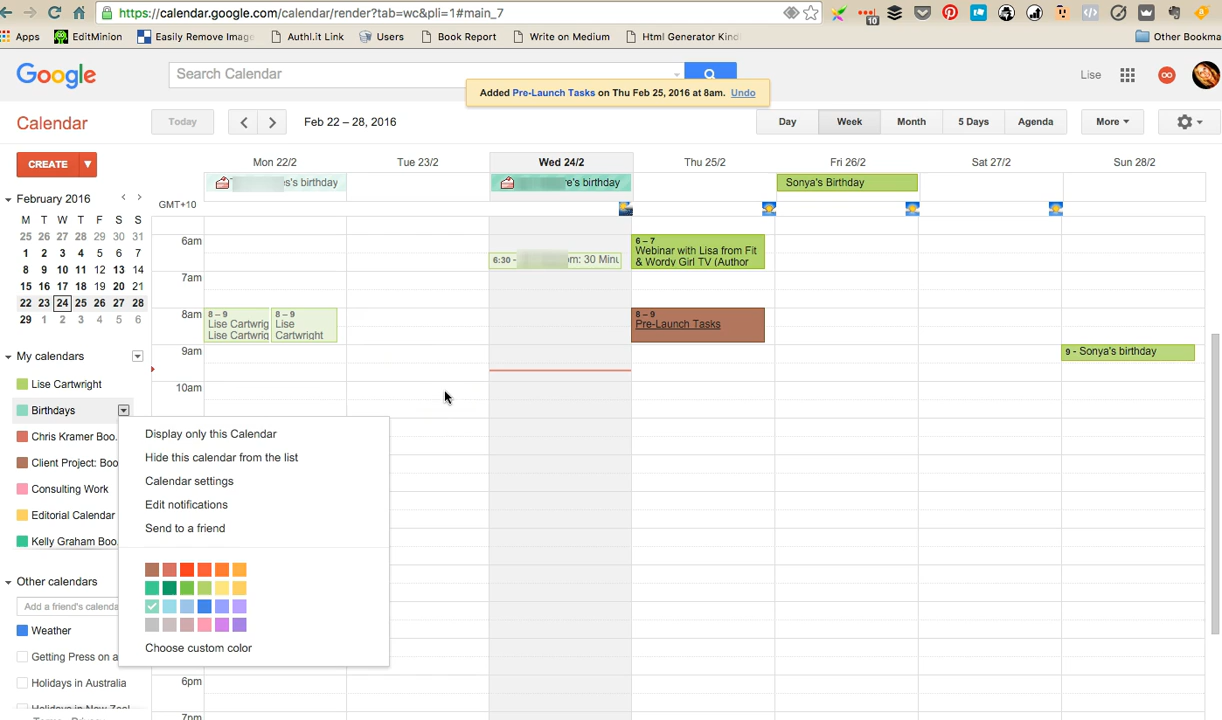 https://calendar.google.com/calendar/render?tab=wc&pli=1#main_7
10
Apps EditMinion Easily Remove Image AuthI.it Link Users Book Report Write on Medium Html Generator Kind Other Bookma
Google Search Calendar Lise
Added Pre-Launch Tasks on Thu Feb 25, 2016 at 8am. Undo
Calendar Today Feb 22 – 28, 2016 Day Week Month 5 Days Agenda More
CREATE
Mon 22/2 Tue 23/2 Wed 24/2 Thu 25/2 Fri 26/2 Sat 27/2 Sun 28/2
s's birthday e's birthday Sonya's Birthday
GMT+10
February 2016
M T W T F S S
25 26 27 28 29 30 31
1 2 3 4 5 6 7
8 9 10 11 12 13 14
15 16 17 18 19 20 21
22 23 24 25 26 27 28
29 1 2 3 4 5 6
6am
7am
8am
9am
10am
6pm
7pm
6:30 - om: 30 Minu
6 – 7
Webinar with Lisa from Fit
& Wordy Girl TV (Author
8 – 9
Lise Cartwrig
Lise Cartwrig
8 – 9
Lise
Cartwright
8 – 9
Pre-Launch Tasks
9 - Sonya's birthday
My calendars
Lise Cartwright
Birthdays
Chris Kramer Boo...
Client Project: Boo
Consulting Work
Editorial Calendar
Kelly Graham Boo...
Other calendars
Add a friend's calenda
Weather
Getting Press on a
Holidays in Australia
Holidays in New Zeal
Terms - Privacy
Display only this Calendar
Hide this calendar from the list
Calendar settings
Edit notifications
Send to a friend
Choose custom color